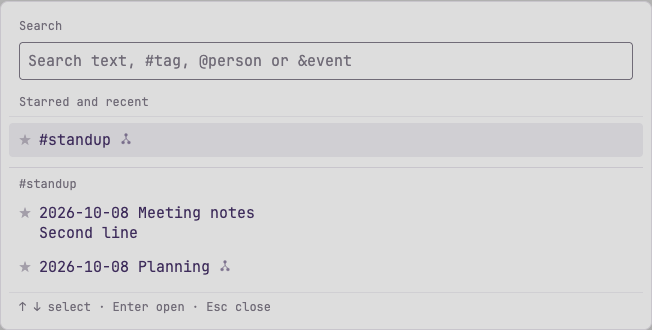 Search
Search text, #tag, @person or &event
Starred and recent
★ #standup
#standup
★ 2026-10-08 Meeting notes
Second line
★ 2026-10-08 Planning
↑ ↓ select · Enter open · Esc close